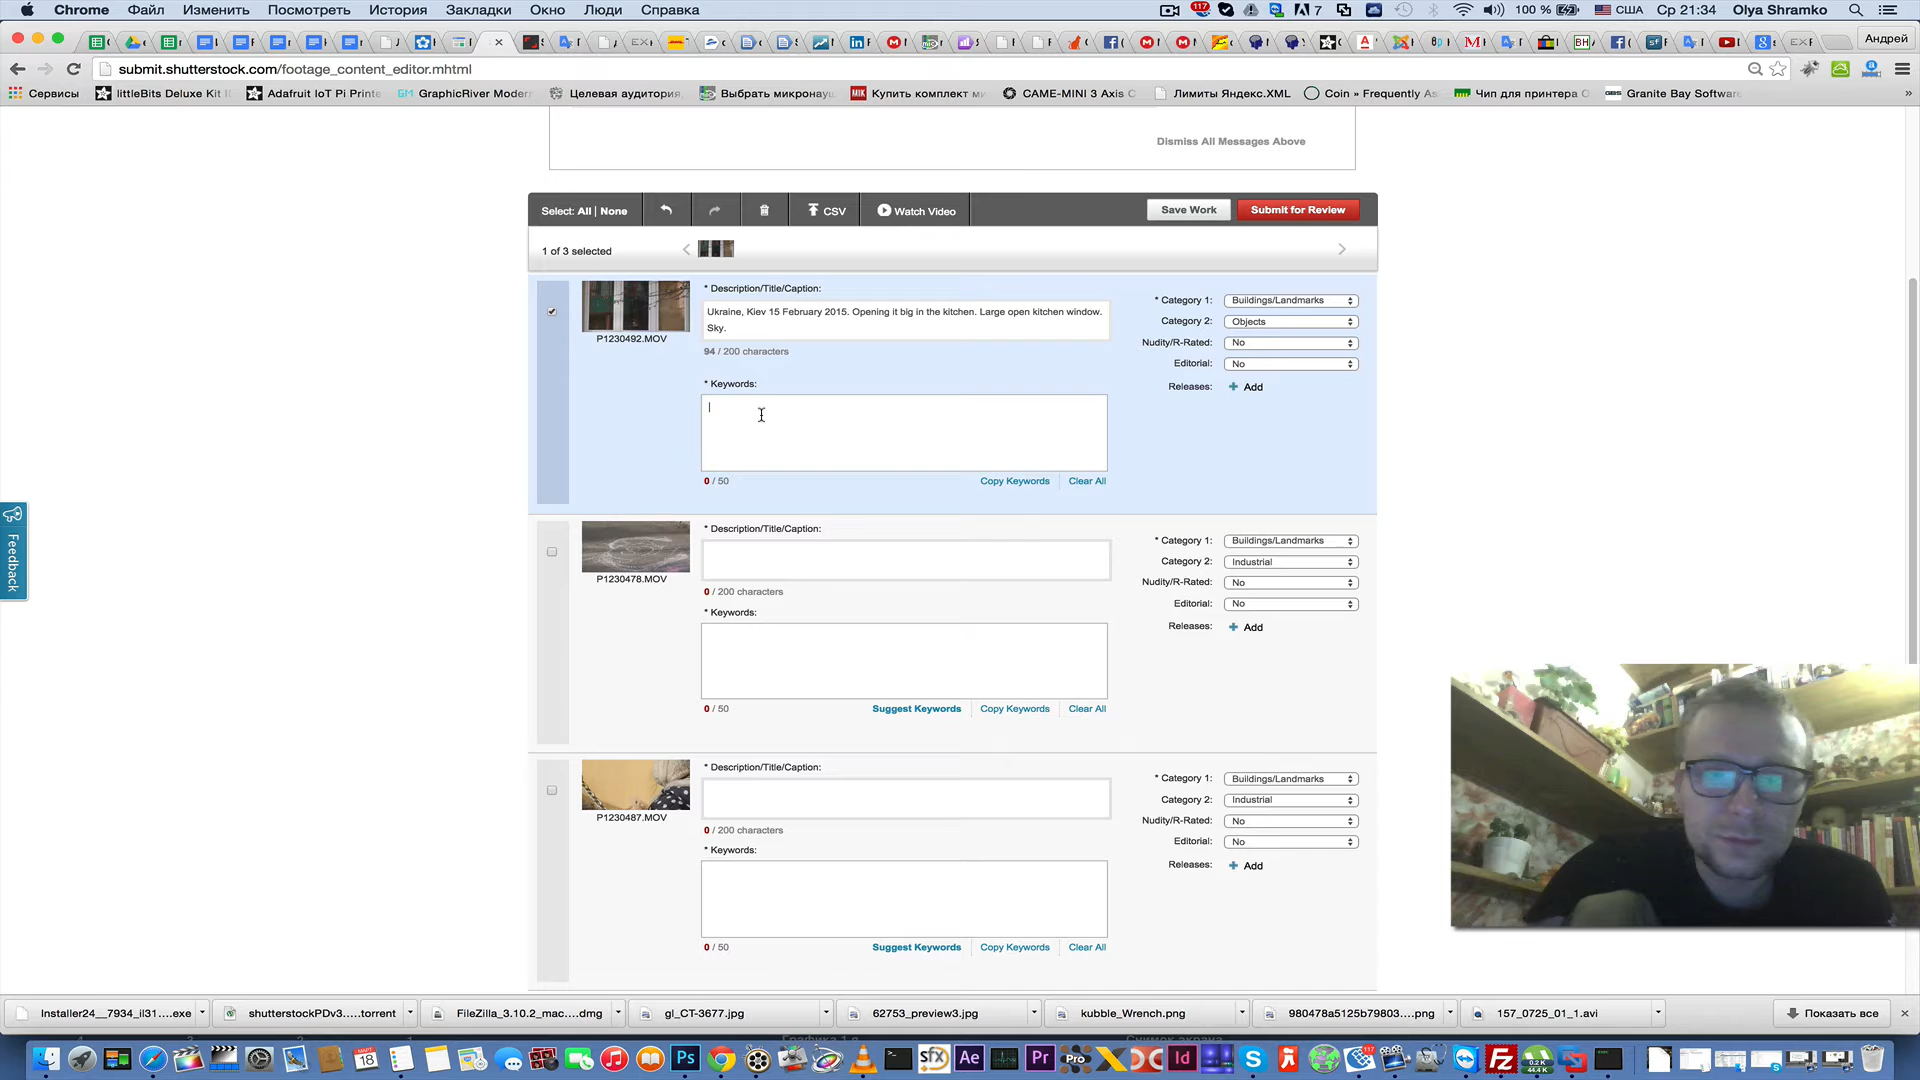 Chrome Файл Изменить Посмотреть История Закладки Окно Люди Справка 117 7 100 % США Ср 21:34 Olya Shramko
Андрей
submit.shutterstock.com/footage_content_editor.mhtml
Сервисы littleBits Deluxe Kit Adafruit IoT Pi Printe GraphicRiver Modern Целевая аудитория, Выбрать микронауш Купить комплект ми CAME-MINI 3 Axis C Лимиты Яндекс.XML Coin » Frequently As Чип для принтера Granite Bay Software »
Dismiss All Messages Above
Select: All | None CSV Watch Video Save Work Submit for Review
1 of 3 selected
* Description/Title/Caption:
Ukraine, Kiev 15 February 2015. Opening it big in the kitchen. Large open kitchen window.
Sky.
94 / 200 characters
P1230492.MOV
* Keywords:
0 / 50 Copy Keywords Clear All
* Category 1: Buildings/Landmarks
Category 2: Objects
Nudity/R-Rated: No
Editorial: No
Releases: + Add
* Description/Title/Caption:
P1230478.MOV
0 / 200 characters
* Keywords:
0 / 50 Suggest Keywords Copy Keywords Clear All
* Category 1: Buildings/Landmarks
Category 2: Industrial
Nudity/R-Rated: No
Editorial: No
Releases: + Add
* Description/Title/Caption:
P1230487.MOV
0 / 200 characters
* Keywords:
0 / 50 Suggest Keywords Copy Keywords Clear All
* Category 1: Buildings/Landmarks
Category 2: Industrial
Nudity/R-Rated: No
Editorial: No
Releases: + Add
Feedback
Installer24__7934_il31....exe shutterstockPDv3.....torrent FileZilla_3.10.2_mac....dmg gl_CT-3677.jpg 62753_preview3.jpg kubble_Wrench.png 980478a5125b79803....png 157_0725_01_1.avi Показать все